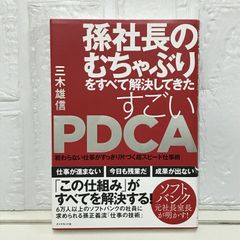 孫社長の
むちゃぶり
をすべて解決してきた
すごい
PDCA
終わらない仕事がすっきり片づく超スピード仕事術
三木雄信
仕事が進まない
今日も残業だ
成果が出ない
「この仕組み」が
すべてを解決する!
6万人以上のソフトバンクの社員に
求められる孫正義流「仕事の技術」
ソフト
バンク
元社長室長
が明かす!
ダイヤモンド社